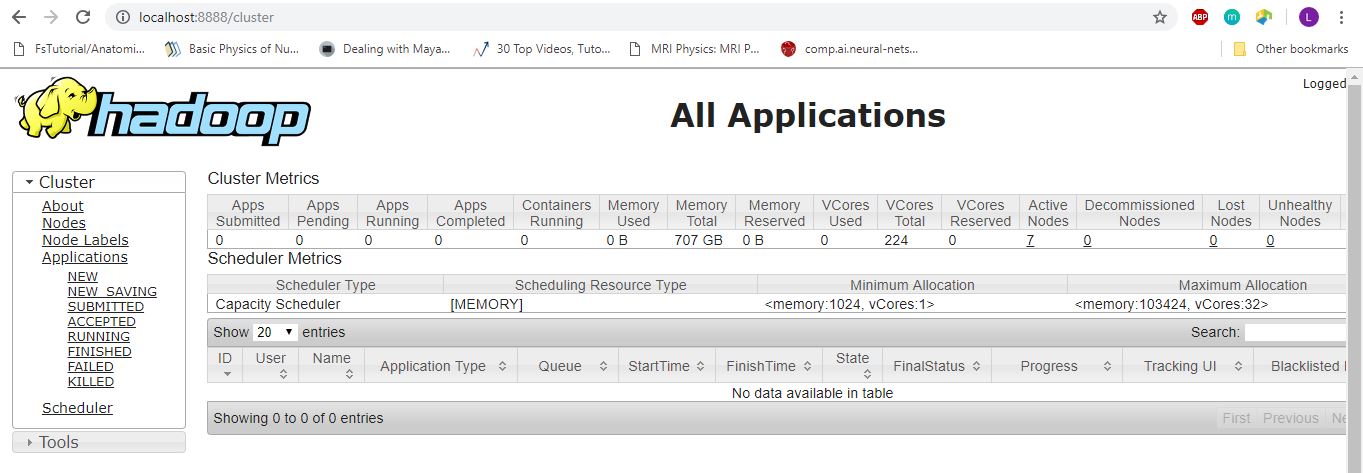 localhost:8888/cluster
ABP
m
L
FsTutorial/Anatomi...
Basic Physics of Nu...
Dealing with Maya...
30 Top Videos, Tuto...
MRI Physics: MRI P...
comp.ai.neural-nets...
Other bookmarks
hadoop
All Applications
Logged
Cluster
About
Nodes
Node Labels
Applications
NEW
NEW_SAVING
SUBMITTED
ACCEPTED
RUNNING
FINISHED
FAILED
KILLED
Scheduler
Tools
Cluster Metrics
Apps Submitted Apps Pending Apps Running Apps Completed Containers Running Memory Used Memory Total Memory Reserved VCores Used VCores Total VCores Reserved Active Nodes Decommissioned Nodes Lost Nodes Unhealthy Nodes
0 0 0 0 0 0 B 707 GB 0 B 0 224 0 7 0 0 0
Scheduler Metrics
Scheduler Type Scheduling Resource Type Minimum Allocation Maximum Allocation
Capacity Scheduler [MEMORY] <memory:1024, vCores:1> <memory:103424, vCores:32>
Show 20 entries Search:
ID User Name Application Type Queue StartTime FinishTime State FinalStatus Progress Tracking UI Blacklisted
No data available in table
Showing 0 to 0 of 0 entries First Previous